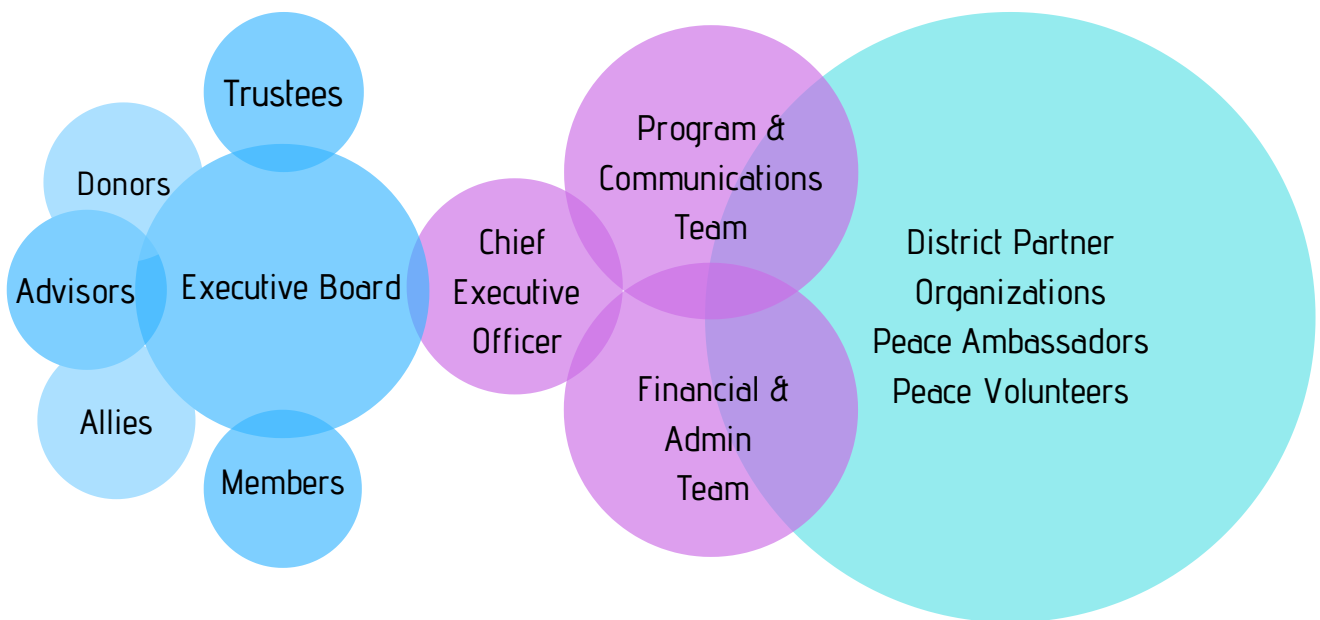 Trustees
Donors
Advisors
Executive Board
Allies
Members
Chief
Executive
Officer
Program &
Communications
Team
Financial &
Admin
Team
District Partner
Organizations
Peace Ambassadors
Peace Volunteers